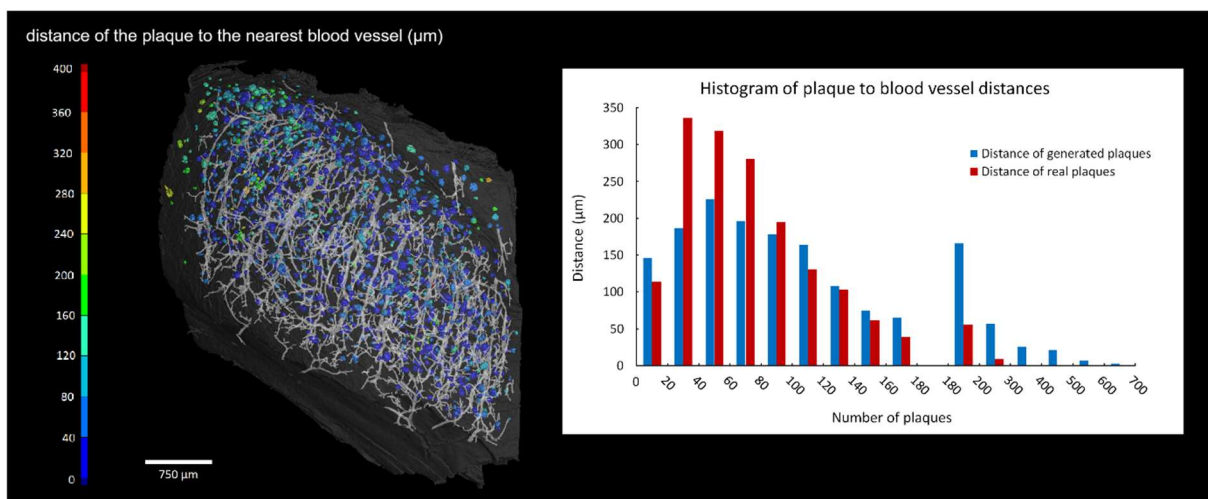 distance of the plaque to the nearest blood vessel (µm)
400
360
320
280
240
200
160
120
80
40
0
750 µm
Histogram of plaque to blood vessel distances
350
300
250
200
150
100
50
0
Distance (µm)
Distance of generated plaques
Distance of real plaques
0 20 40 60 80 100 120 140 160 180 180 200 300 400 500 600 700
Number of plaques